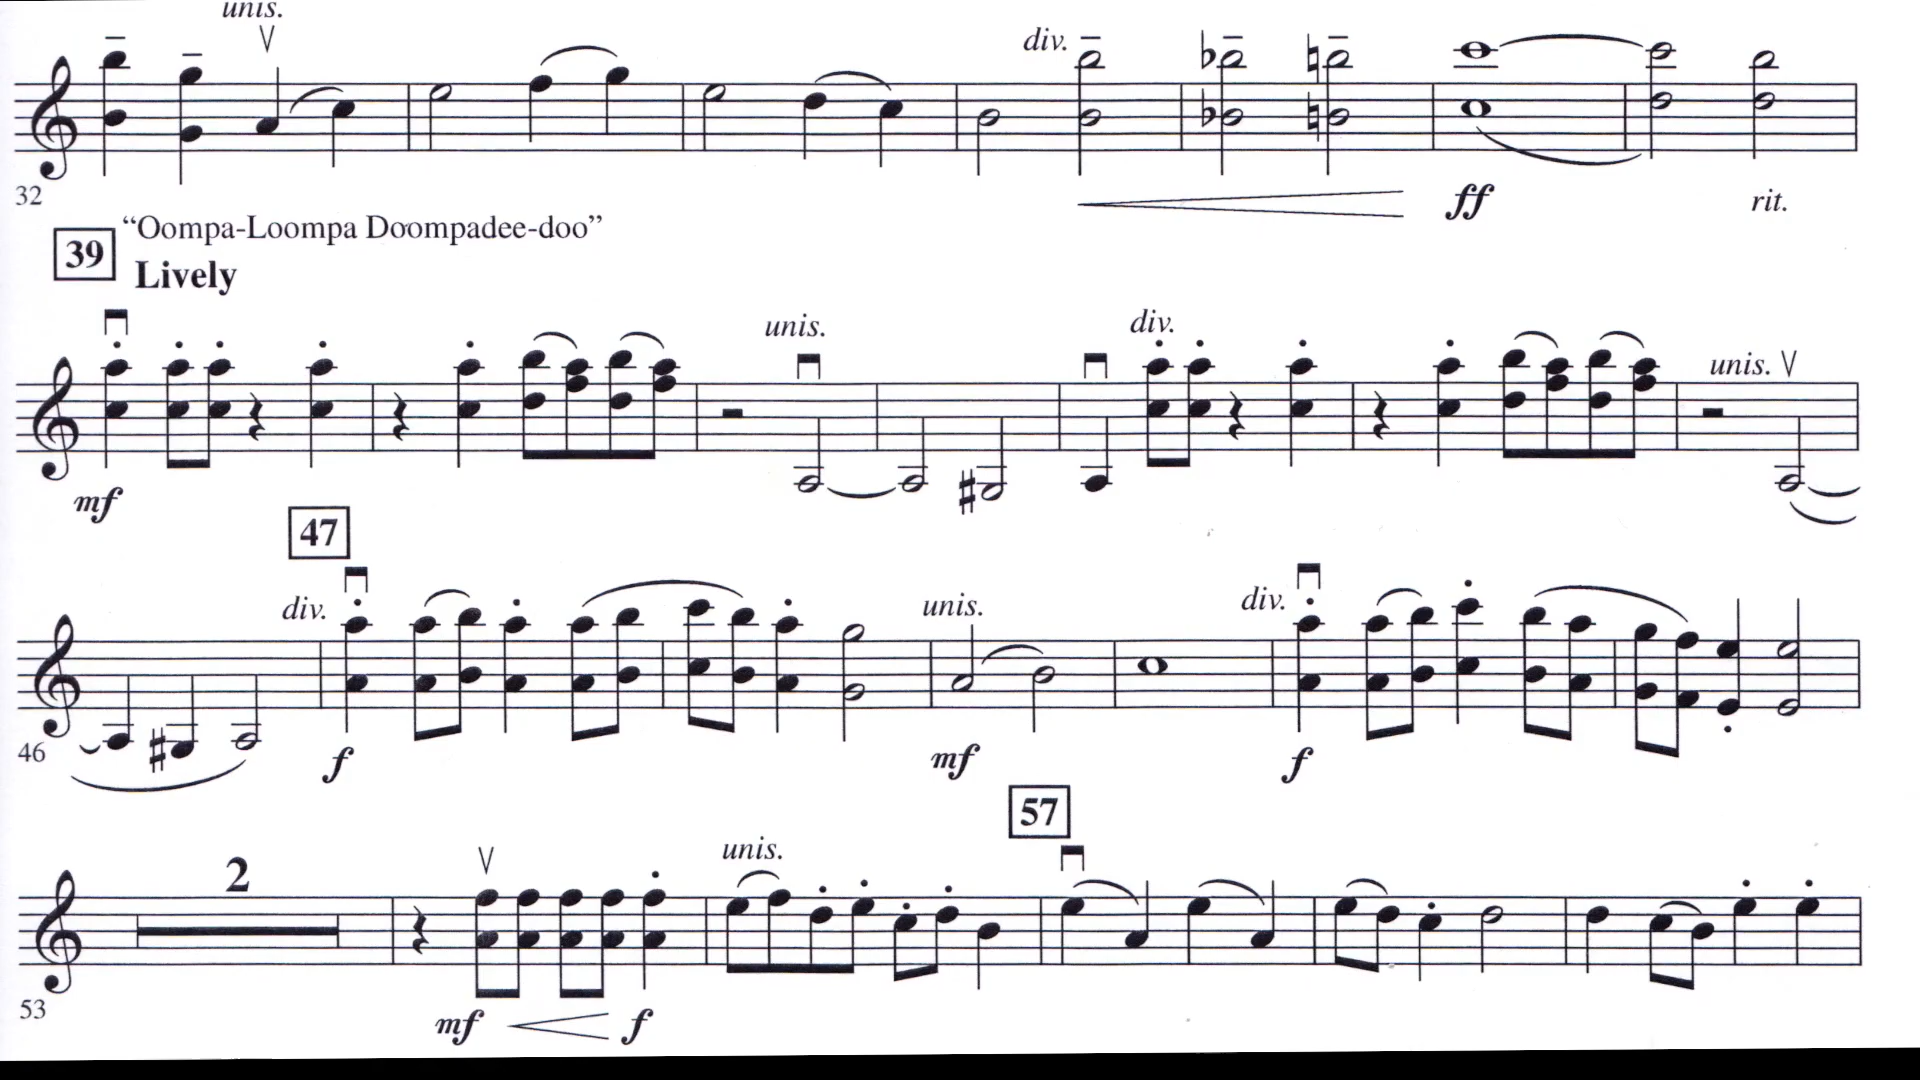 unis.
div.
32
ff
rit.
39 “Oompa-Loompa Doompadee-doo”
Lively
unis.
div.
unis.
mf
47
div.
unis.
div.
46
f
mf
f
57
2
unis.
53
mf
f